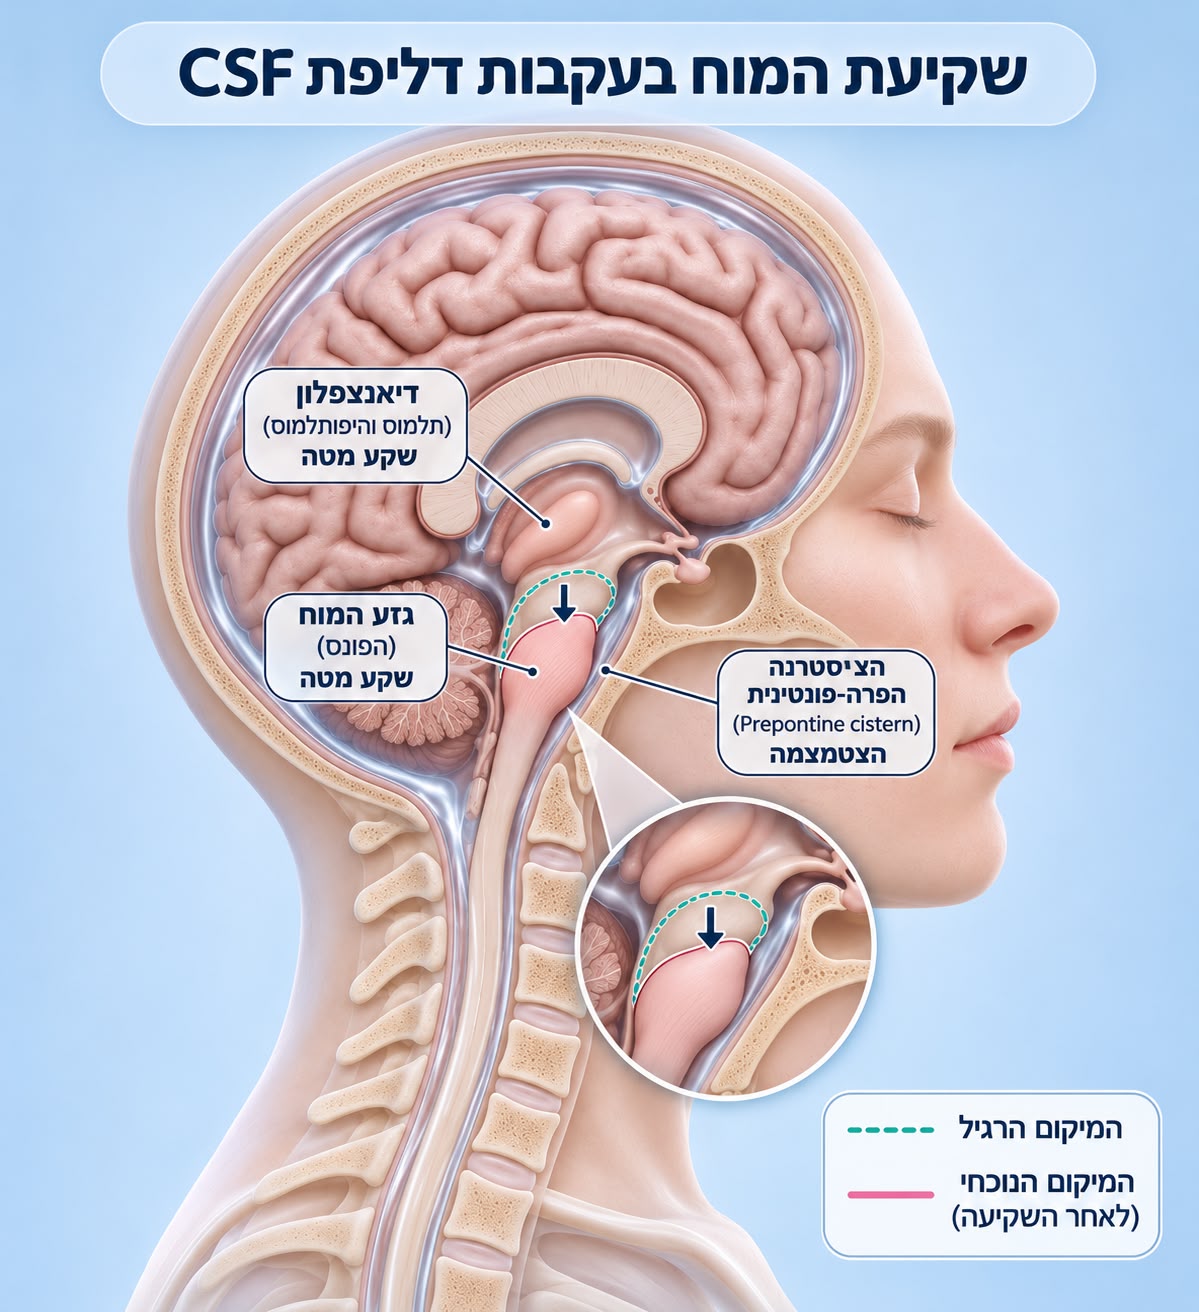 שקיעת המוח בעקבות דליפת CSF
דיאנצפלון
(תלמוס והיפותלמוס)
שקע מטה
גזע המוח
(הפונס)
שקע מטה
הציסטרנה
הפרה-פונטינית
(Prepontine cistern)
הצטמצמה
המיקום הרגיל
המיקום הנוכחי
(לאחר השקיעה)